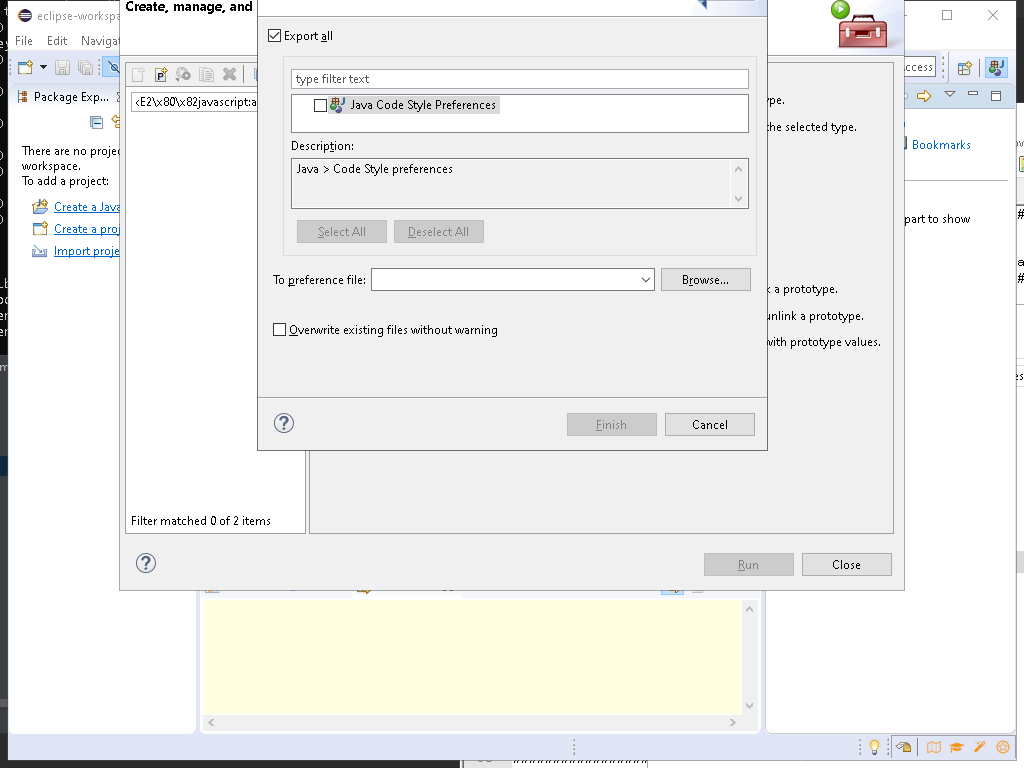 eclipse-workspa
Create, manage, and
File Edit Navigat
Export all
type filter text
Java Code Style Preferences
Description:
Java > Code Style preferences
Select All Deselect All
To preference file: Browse...
Overwrite existing files without warning
Finish Cancel
Package Exp...
<E2\x80\x82javascript:a
There are no projec
workspace.
To add a project:
Create a Java
Create a proj
Import proje
Filter matched 0 of 2 items
ccess
ype.
the selected type.
Bookmarks
part to show
k a prototype.
unlink a prototype.
with prototype values.
Run Close